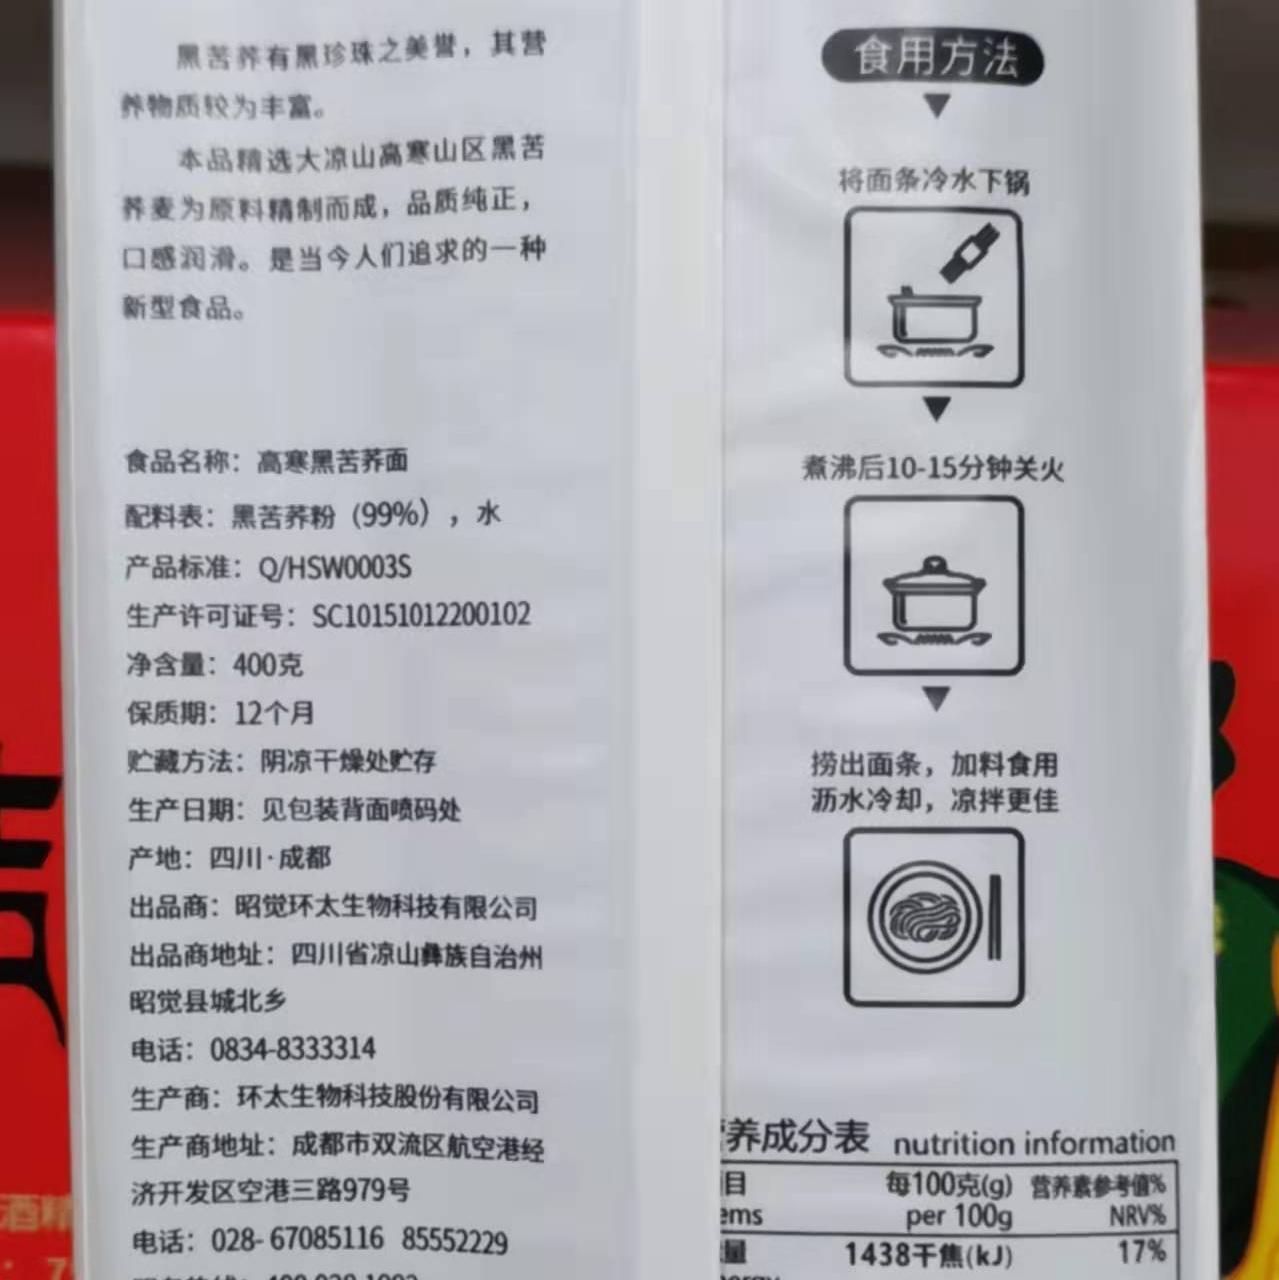 黑苦荞有黑珍珠之美誉，其营
养物质较为丰富。
本品精选大凉山高寒山区黑苦
荞麦为原料精制而成，品质纯正，
口感润滑。是当今人们追求的一种
新型食品。
食品名称：高寒黑苦荞面
配料表：黑苦荞粉（99%），水
产品标准：Q/HSW0003S
生产许可证号：SC10151012200102
净含量：400克
保质期：12个月
贮藏方法：阴凉干燥处贮存
生产日期：见包装背面喷码处
产地：四川·成都
出品商：昭觉环太生物科技有限公司
出品商地址：四川省凉山彝族自治州
昭觉县城北乡
电话：0834-8333314
生产商：环太生物科技股份有限公司
生产商地址：成都市双流区航空港经
济开发区空港三路979号
电话：028- 67085116 85552229
食用方法
将面条冷水下锅
煮沸后10-15分钟关火
捞出面条，加料食用
沥水冷却，凉拌更佳
养成分表 nutrition information
目 每100克(g) 营养素参考值%
ems per 100g NRV%
量 1438千焦(kJ) 17%
酒精